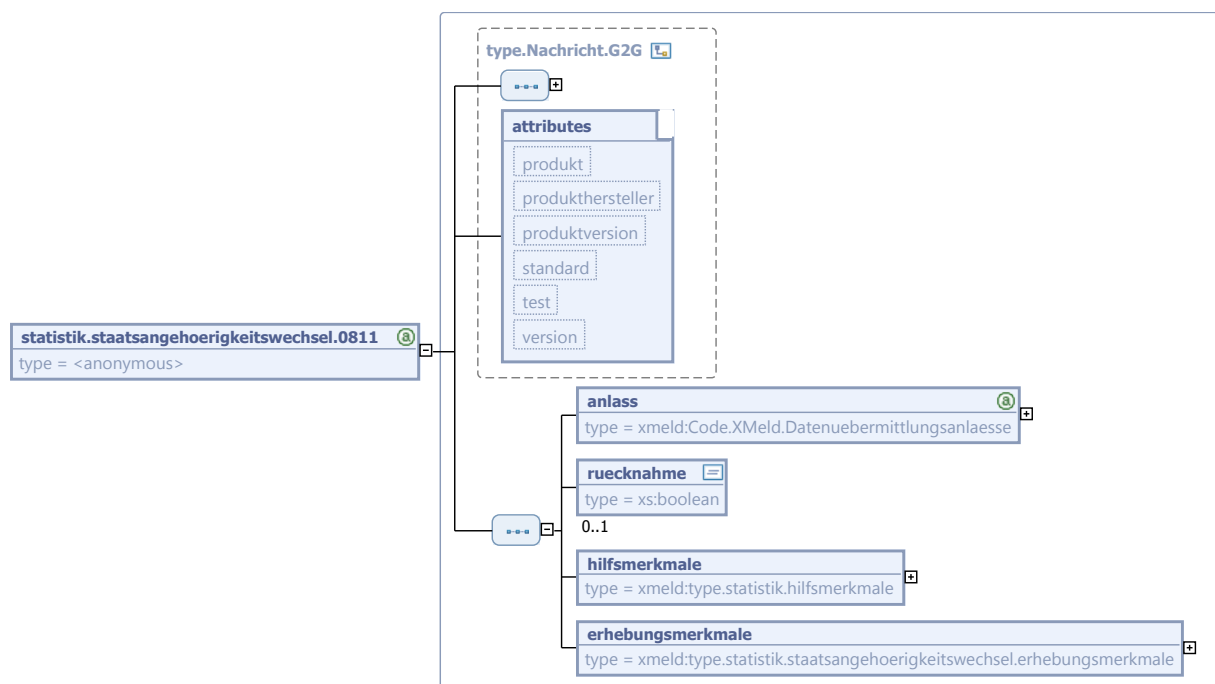 type.Nachricht.G2G
attributes
produkt
produkthersteller
produktversion
standard
test
version
statistik.staatsangehoerigkeitswechsel.0811 a
type = <anonymous>
anlass a
type = xmeld:Code.XMeld.Datenuebermittlungsanlaesse
ruecknahme
type = xs:boolean
0..1
hilfsmerkmale
type = xmeld:type.statistik.hilfsmerkmale
erhebungsmerkmale
type = xmeld:type.statistik.staatsangehoerigkeitswechsel.erhebungsmerkmale